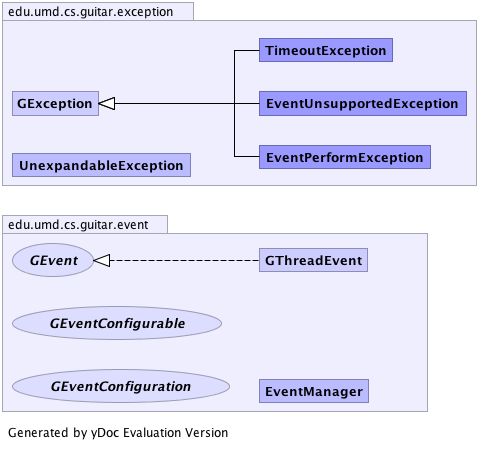 edu.umd.cs.guitar.exception
TimeoutException
GException
EventUnsupportedException
EventPerformException
UnexpandableException
edu.umd.cs.guitar.event
GEvent
GThreadEvent
GEventConfigurable
GEventConfiguration
EventManager
Generated by yDoc Evaluation Version